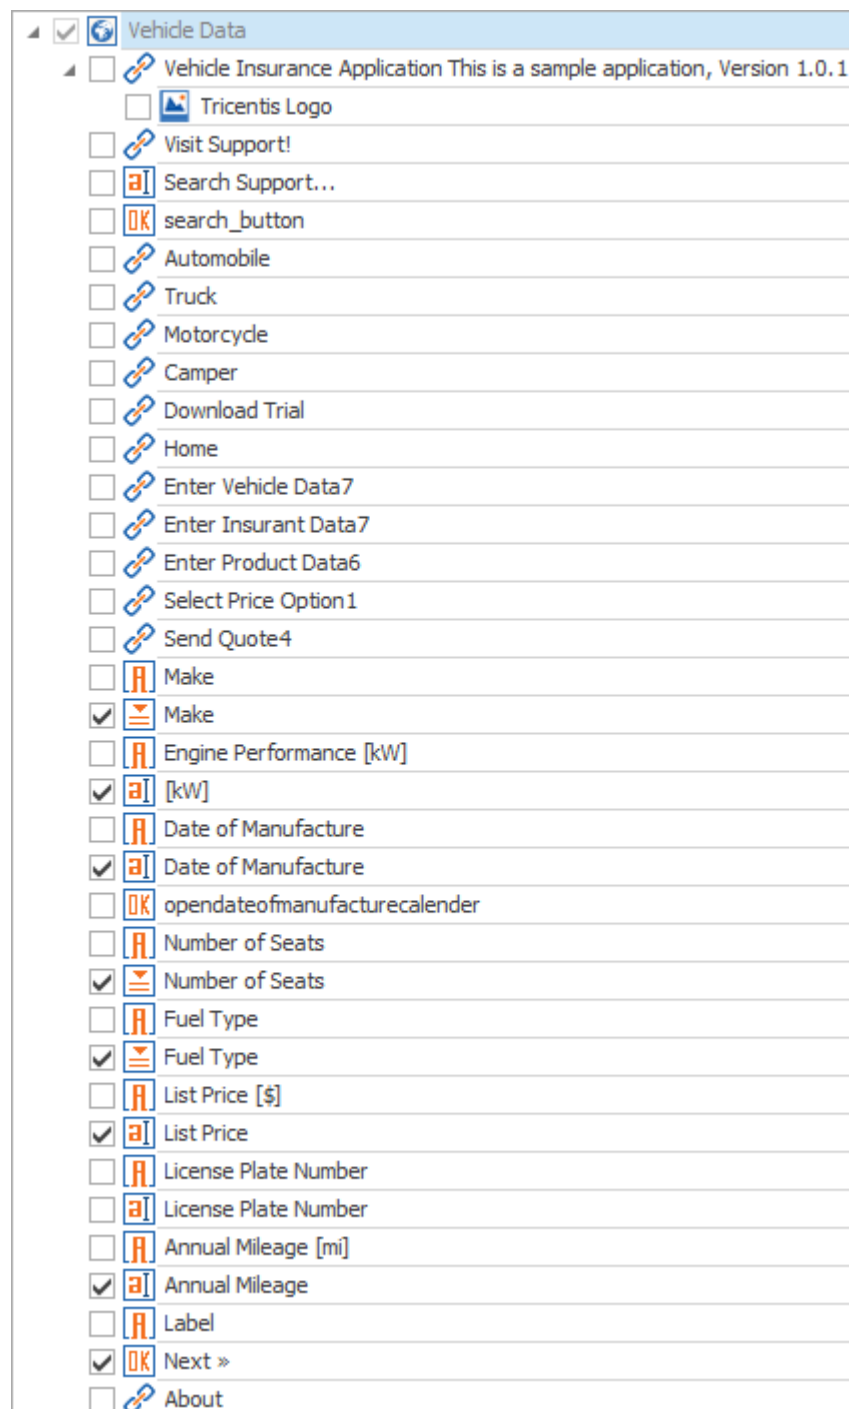 Vehicle Data
Vehicle Insurance Application This is a sample application, Version 1.0.1
Tricentis Logo
Visit Support!
Search Support...
search_button
Automobile
Truck
Motorcycle
Camper
Download Trial
Home
Enter Vehicle Data7
Enter Insurant Data7
Enter Product Data6
Select Price Option1
Send Quote4
Make
Make
Engine Performance [kW]
[kW]
Date of Manufacture
Date of Manufacture
opendateofmanufacturecalender
Number of Seats
Number of Seats
Fuel Type
Fuel Type
List Price [$]
List Price
License Plate Number
License Plate Number
Annual Mileage [mi]
Annual Mileage
Label
Next »
About